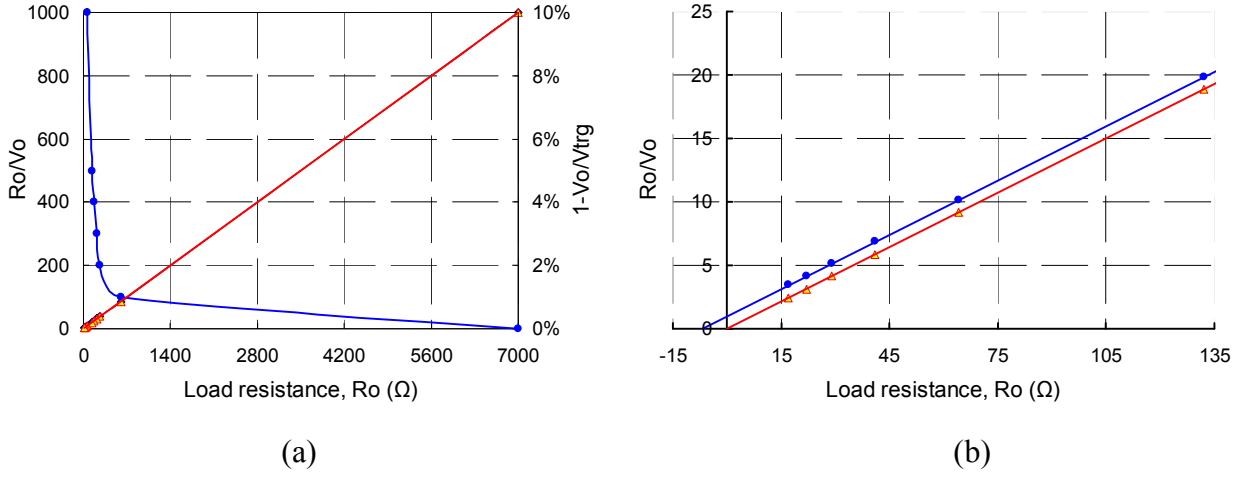 1000
800
600
400
200
0
Ro/Vo
10%
8%
6%
4%
2%
0%
1-Vo/Vtrg
0 1400 2800 4200 5600 7000
Load resistance, Ro (Ω)
(a)
25
20
15
10
5
0
Ro/Vo
-15 15 45 75 105 135
Load resistance, Ro (Ω)
(b)